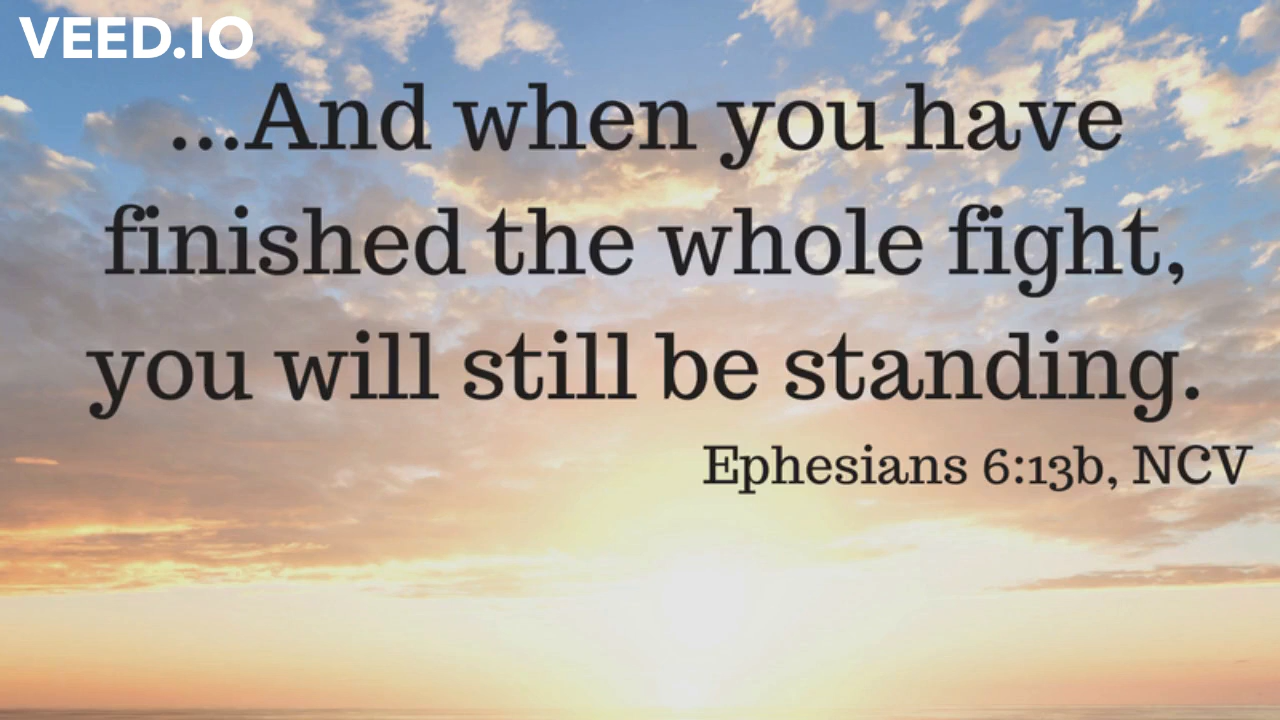 VEED.IO
...And when you have
finished the whole fight,
you will still be standing.
Ephesians 6:13b, NCV